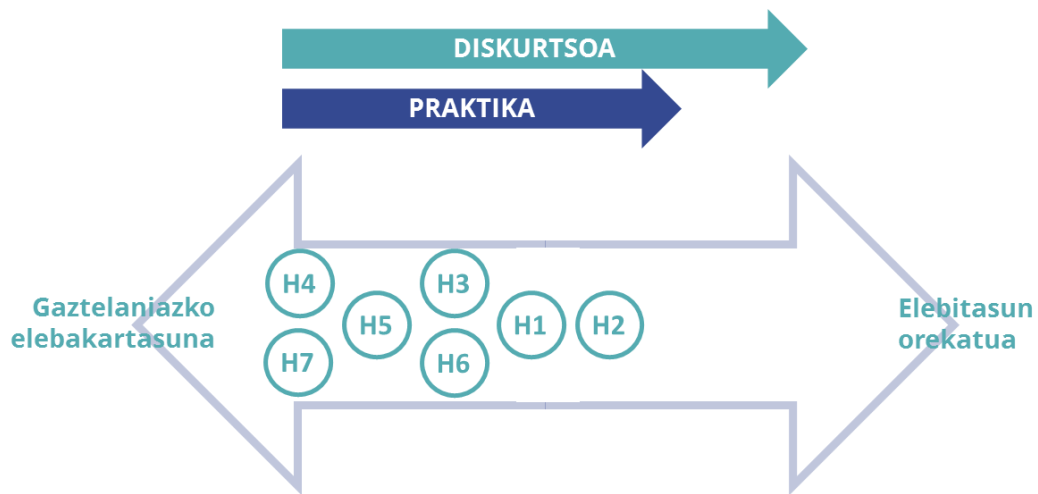 DISKURTSOA
PRAKTIKA
Gaztelaniazko
elebakartasuna
H4
H7
H5
H3
H6
H1
H2
Elebitasun
orekatua